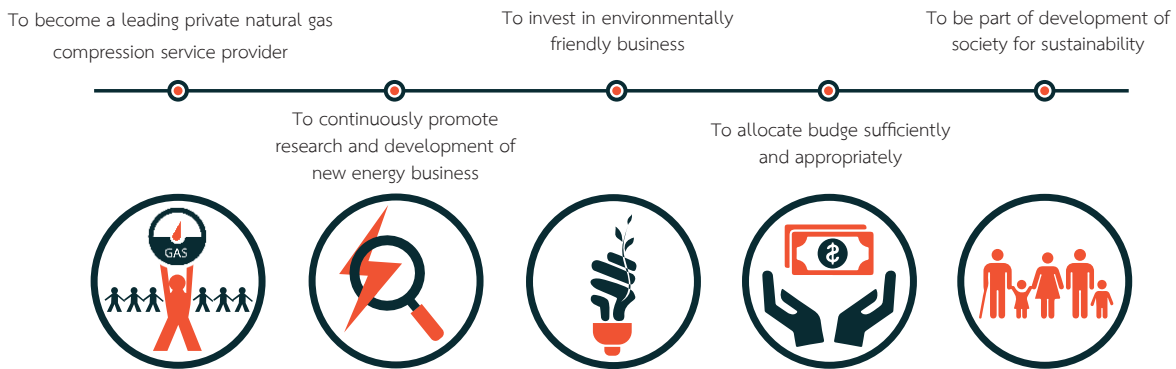 To become a leading private natural gas
compression service provider
To continuously promote
research and development of
new energy business
To invest in environmentally
friendly business
To allocate budge sufficiently
and appropriately
To be part of development of
society for sustainability
GAS
$